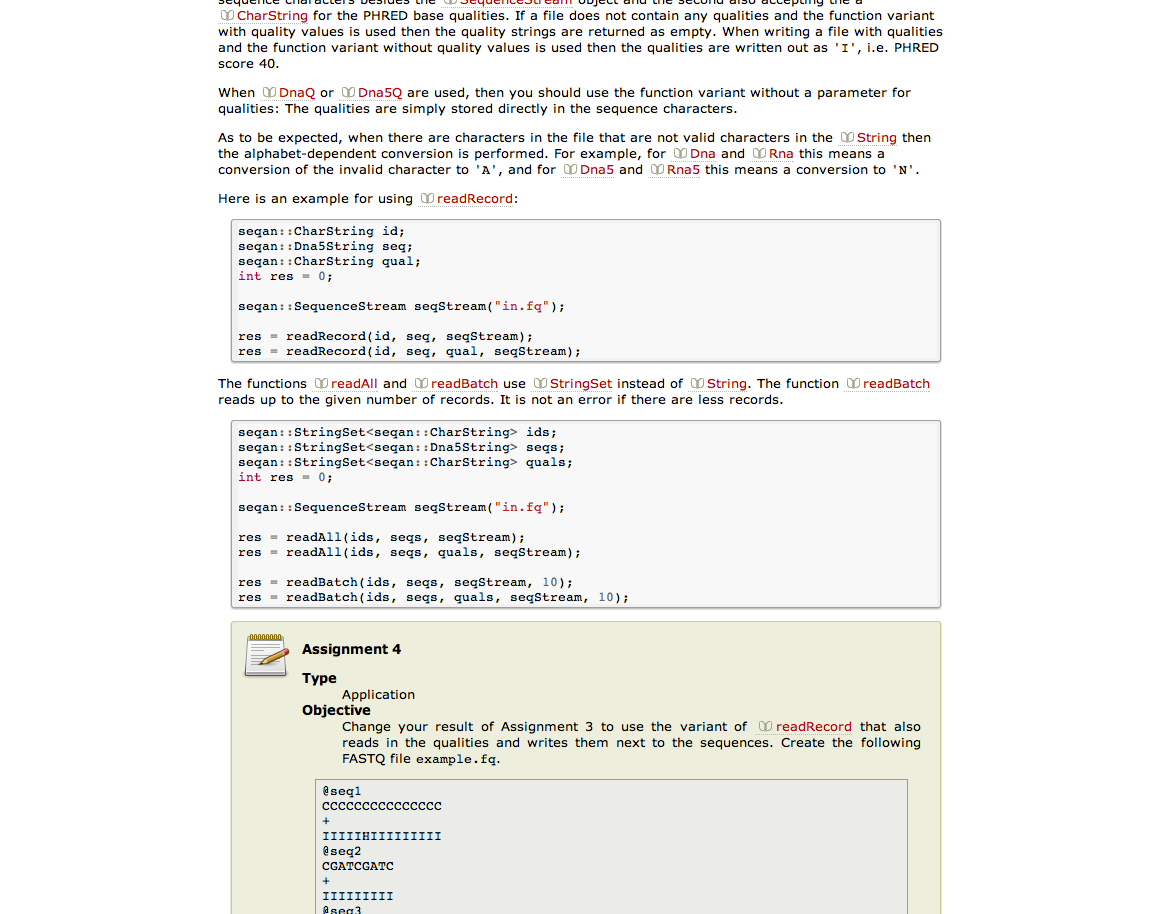 sequence characters besides the SequenceStream object and the second also accepting the a
CharString for the PHRED base qualities. If a file does not contain any qualities and the function variant
with quality values is used then the quality strings are returned as empty. When writing a file with qualities
and the function variant without quality values is used then the qualities are written out as 'I', i.e. PHRED
score 40.
When DnaQ or Dna5Q are used, then you should use the function variant without a parameter for
qualities: The qualities are simply stored directly in the sequence characters.
As to be expected, when there are characters in the file that are not valid characters in the String then
the alphabet-dependent conversion is performed. For example, for Dna and Rna this means a
conversion of the invalid character to 'A', and for Dna5 and Rna5 this means a conversion to 'N'.
Here is an example for using readRecord:
seqan::CharString id;
seqan::Dna5String seq;
seqan::CharString qual;
int res = 0;
seqan::SequenceStream seqStream("in.fq");
res = readRecord(id, seq, seqStream);
res = readRecord(id, seq, qual, seqStream);
The functions readAll and readBatch use StringSet instead of String. The function readBatch
reads up to the given number of records. It is not an error if there are less records.
seqan::StringSet<seqan::CharString> ids;
seqan::StringSet<seqan::Dna5String> seqs;
seqan::StringSet<seqan::CharString> quals;
int res = 0;
seqan::SequenceStream seqStream("in.fq");
res = readAll(ids, seqs, seqStream);
res = readAll(ids, seqs, quals, seqStream);
res = readBatch(ids, seqs, seqStream, 10);
res = readBatch(ids, seqs, quals, seqStream, 10);
Assignment 4
Type
Application
Objective
Change your result of Assignment 3 to use the variant of readRecord that also
reads in the qualities and writes them next to the sequences. Create the following
FASTQ file example.fq.
@seq1
CCCCCCCCCCCCCCC
+
IIIIIHIIIIIIIII
@seq2
CGATCGATC
+
IIIIIIIII
@seq3